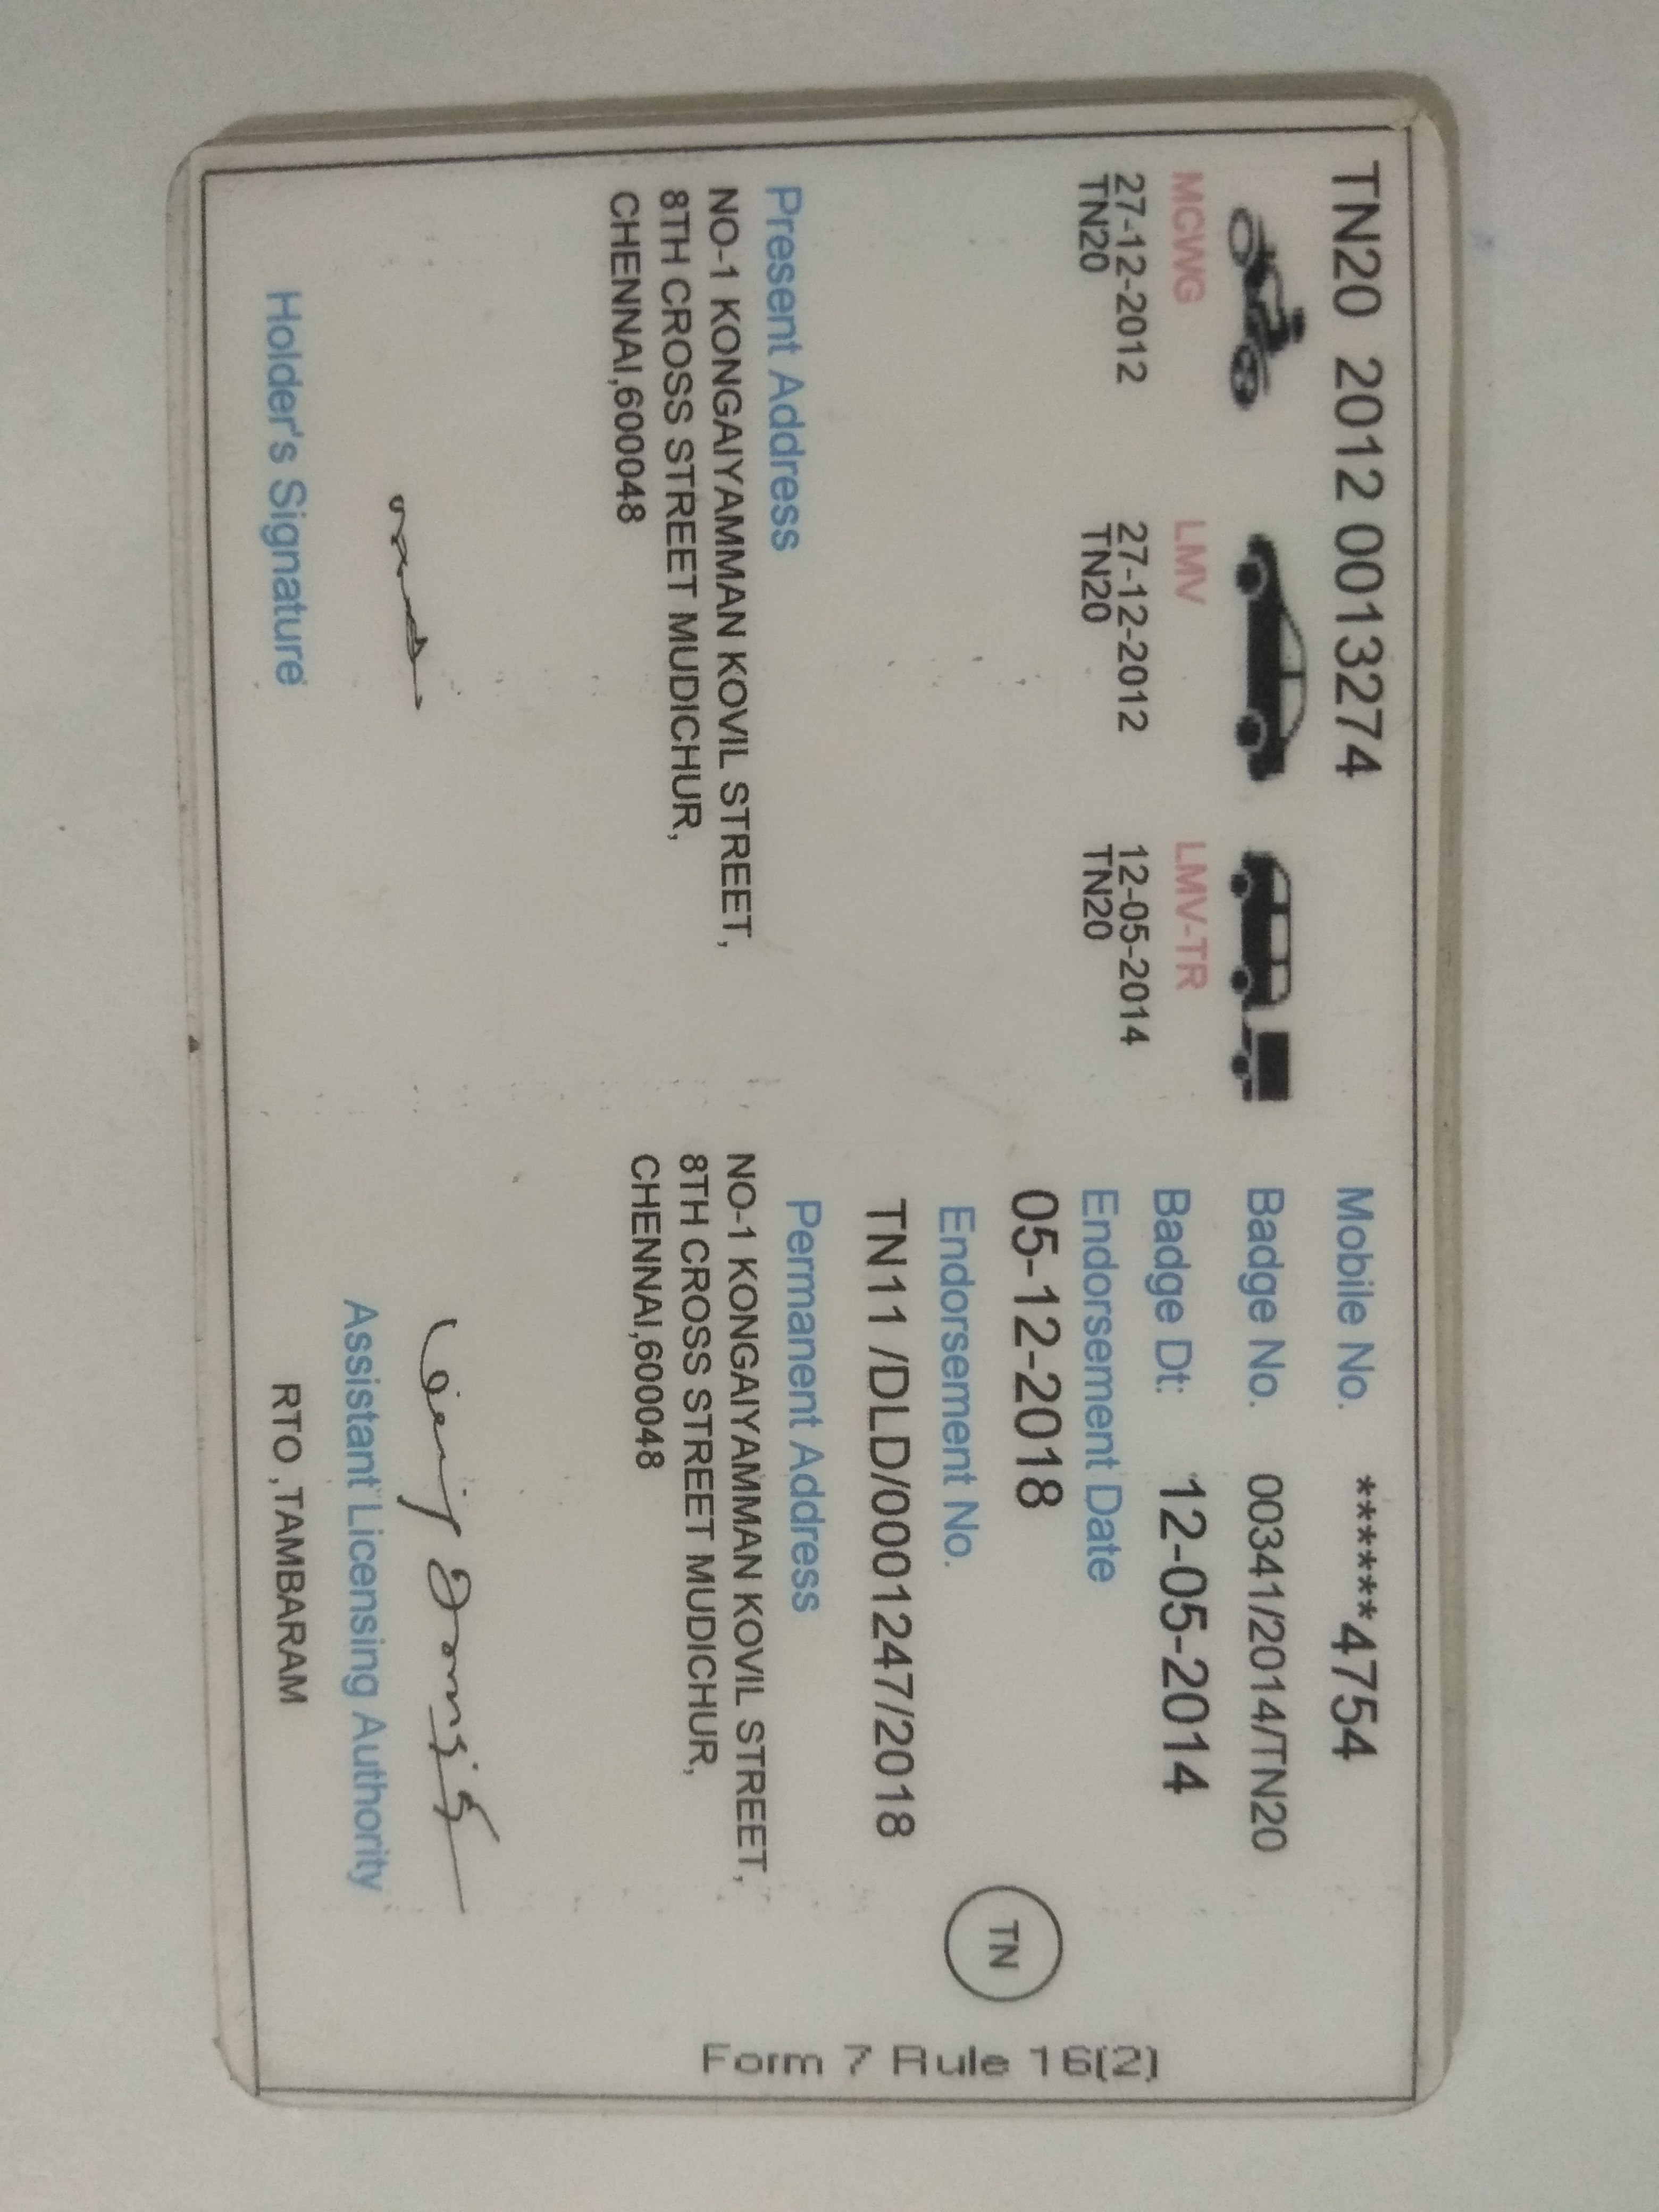 TN20 2012 0013274
Mobile No. ******4754
MCWG LMV LMV-TR
27-12-2012 27-12-2012 12-05-2014
TN20 TN20 TN20
Badge No. 00341/2014/TN20
Badge Dt: 12-05-2014
Endorsement Date
05-12-2018
Endorsement No.
TN11 /DLD/0001247/2018
TN
Present Address
NO-1 KONGAIYAMMAN KOVIL STREET,
8TH CROSS STREET MUDICHUR,
CHENNAI,600048
Permanent Address
NO-1 KONGAIYAMMAN KOVIL STREET,
8TH CROSS STREET MUDICHUR,
CHENNAI,600048
Holder's Signature
Assistant Licensing Authority
RTO ,TAMBARAM
Form 7 Rule 16(2)